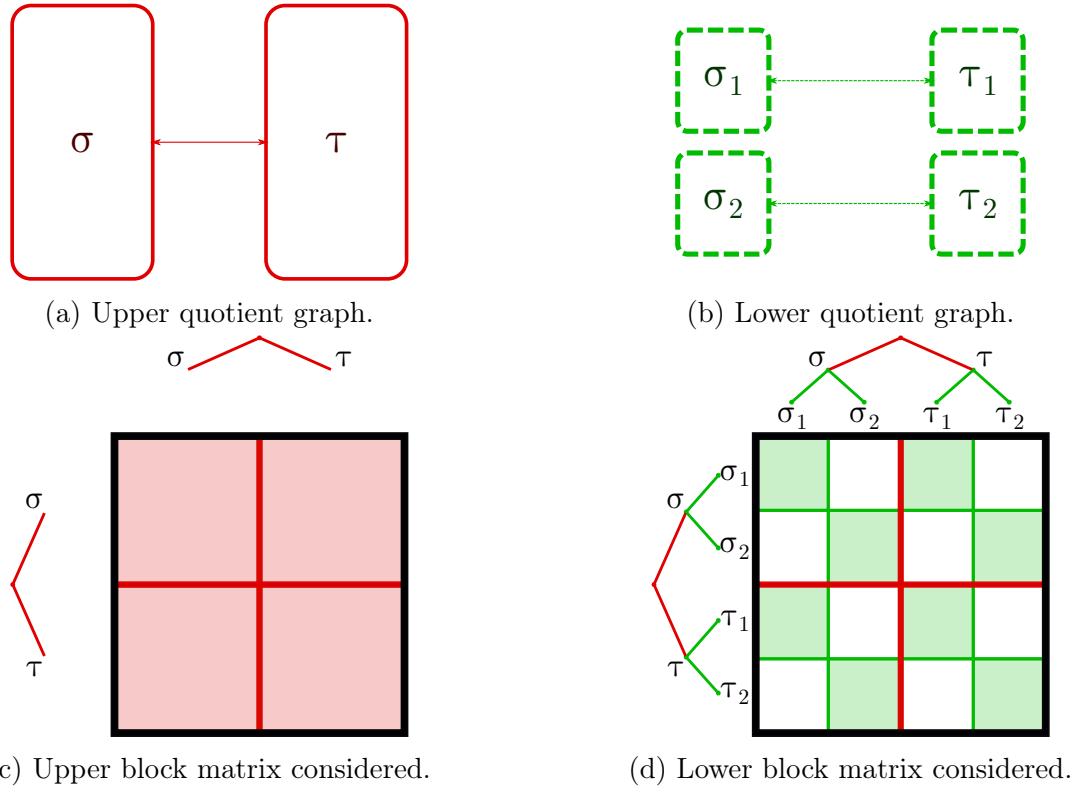 σ τ
σ₁ τ₁
σ₂ τ₂
(a) Upper quotient graph.
(b) Lower quotient graph.
σ τ
σ τ
σ₁ σ₂ τ₁ τ₂
σ
τ
σ
τ
σ₁
σ₂
τ₁
τ₂
c) Upper block matrix considered.
(d) Lower block matrix considered.